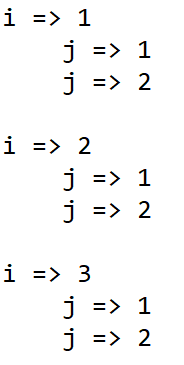 i => 1
    j => 1
    j => 2

i => 2
    j => 1
    j => 2

i => 3
    j => 1
    j => 2